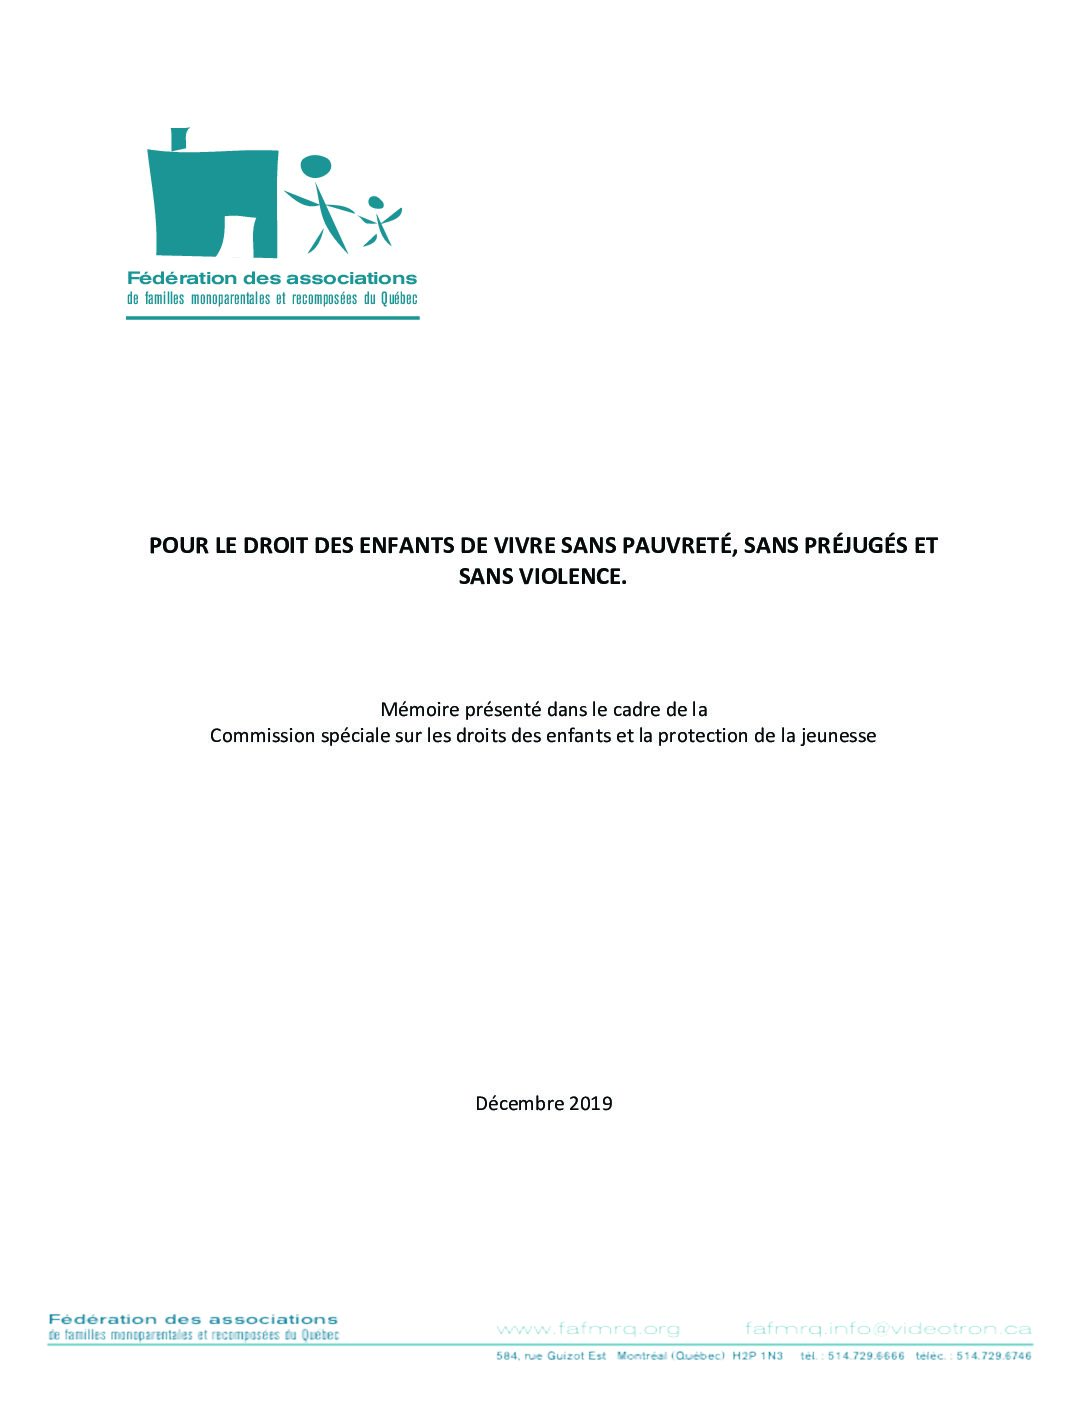 Fédération des associations
de familles monoparentales et recomposées du Québec
POUR LE DROIT DES ENFANTS DE VIVRE SANS PAUVRETÉ, SANS PRÉJUGÉS ET
SANS VIOLENCE.
Mémoire présenté dans le cadre de la
Commission spéciale sur les droits des enfants et la protection de la jeunesse
Décembre 2019
Fédération des associations
de familles monoparentales et recomposées du Québec
www.fafmrq.org fafmrq.info@videotron.ca
584, rue Guizot Est Montréal (Québec) H2P 1N3 tél. : 514.729.6666 téléc. : 514.729.6746